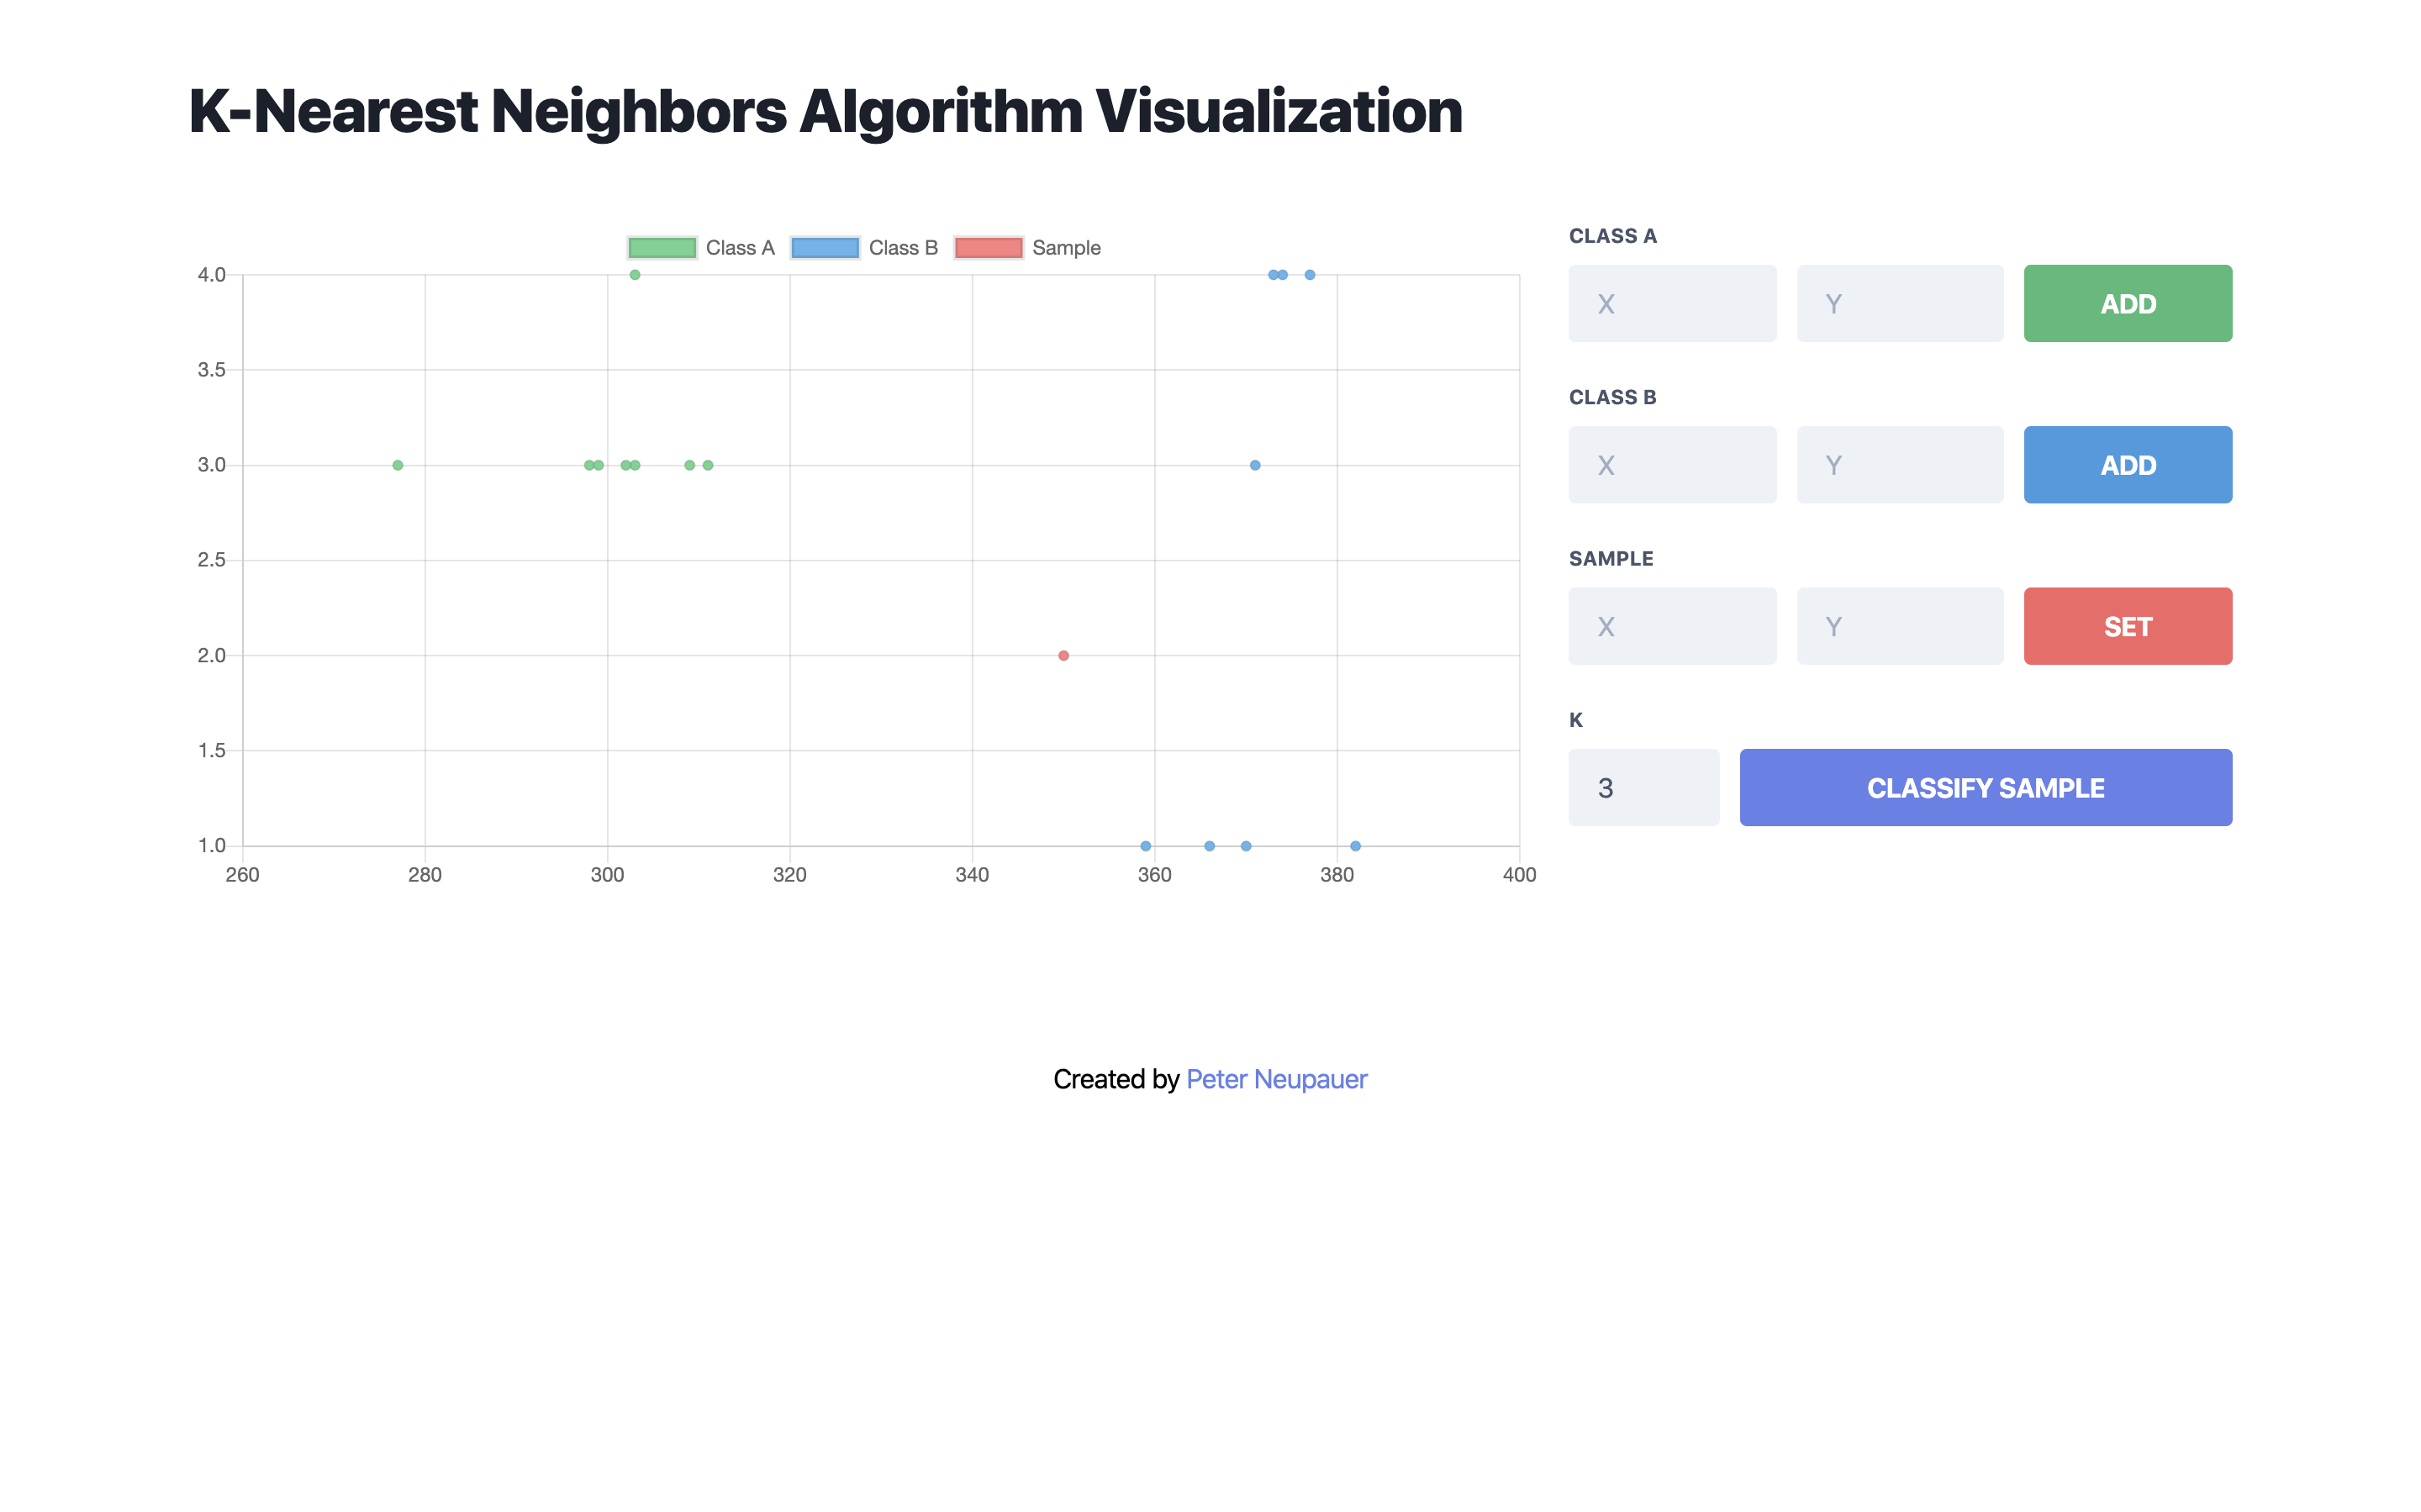 K-Nearest Neighbors Algorithm Visualization
Class A
Class B
Sample
4.0
3.5
3.0
2.5
2.0
1.5
1.0
260
280
300
320
340
360
380
400
CLASS A
X
Y
ADD
CLASS B
X
Y
ADD
SAMPLE
X
Y
SET
K
3
CLASSIFY SAMPLE
Created by Peter Neupauer